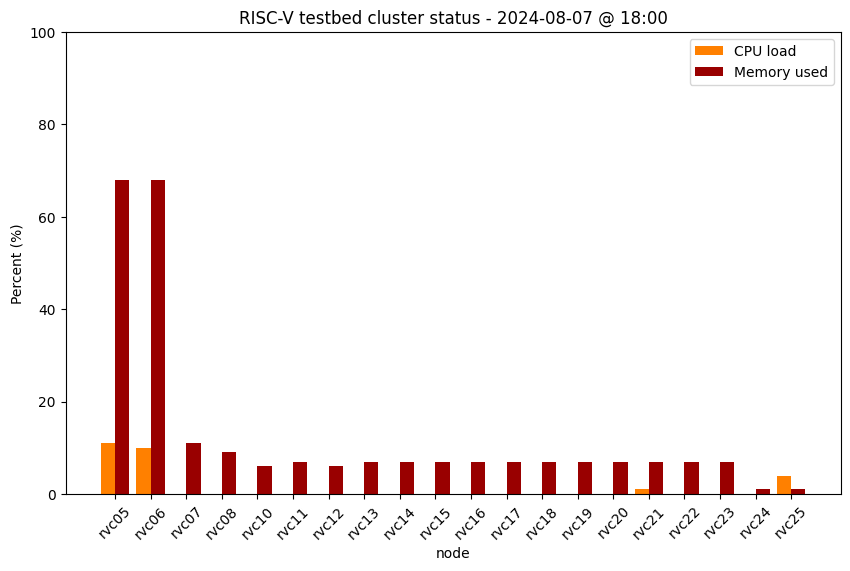 RISC-V testbed cluster status - 2024-08-07 @ 18:00
CPU load
Memory used
Percent (%)
100
80
60
40
20
0
rvc05 rvc06 rvc07 rvc08 rvc10 rvc11 rvc12 rvc13 rvc14 rvc15 rvc16 rvc17 rvc18 rvc19 rvc20 rvc21 rvc22 rvc23 rvc24 rvc25
node